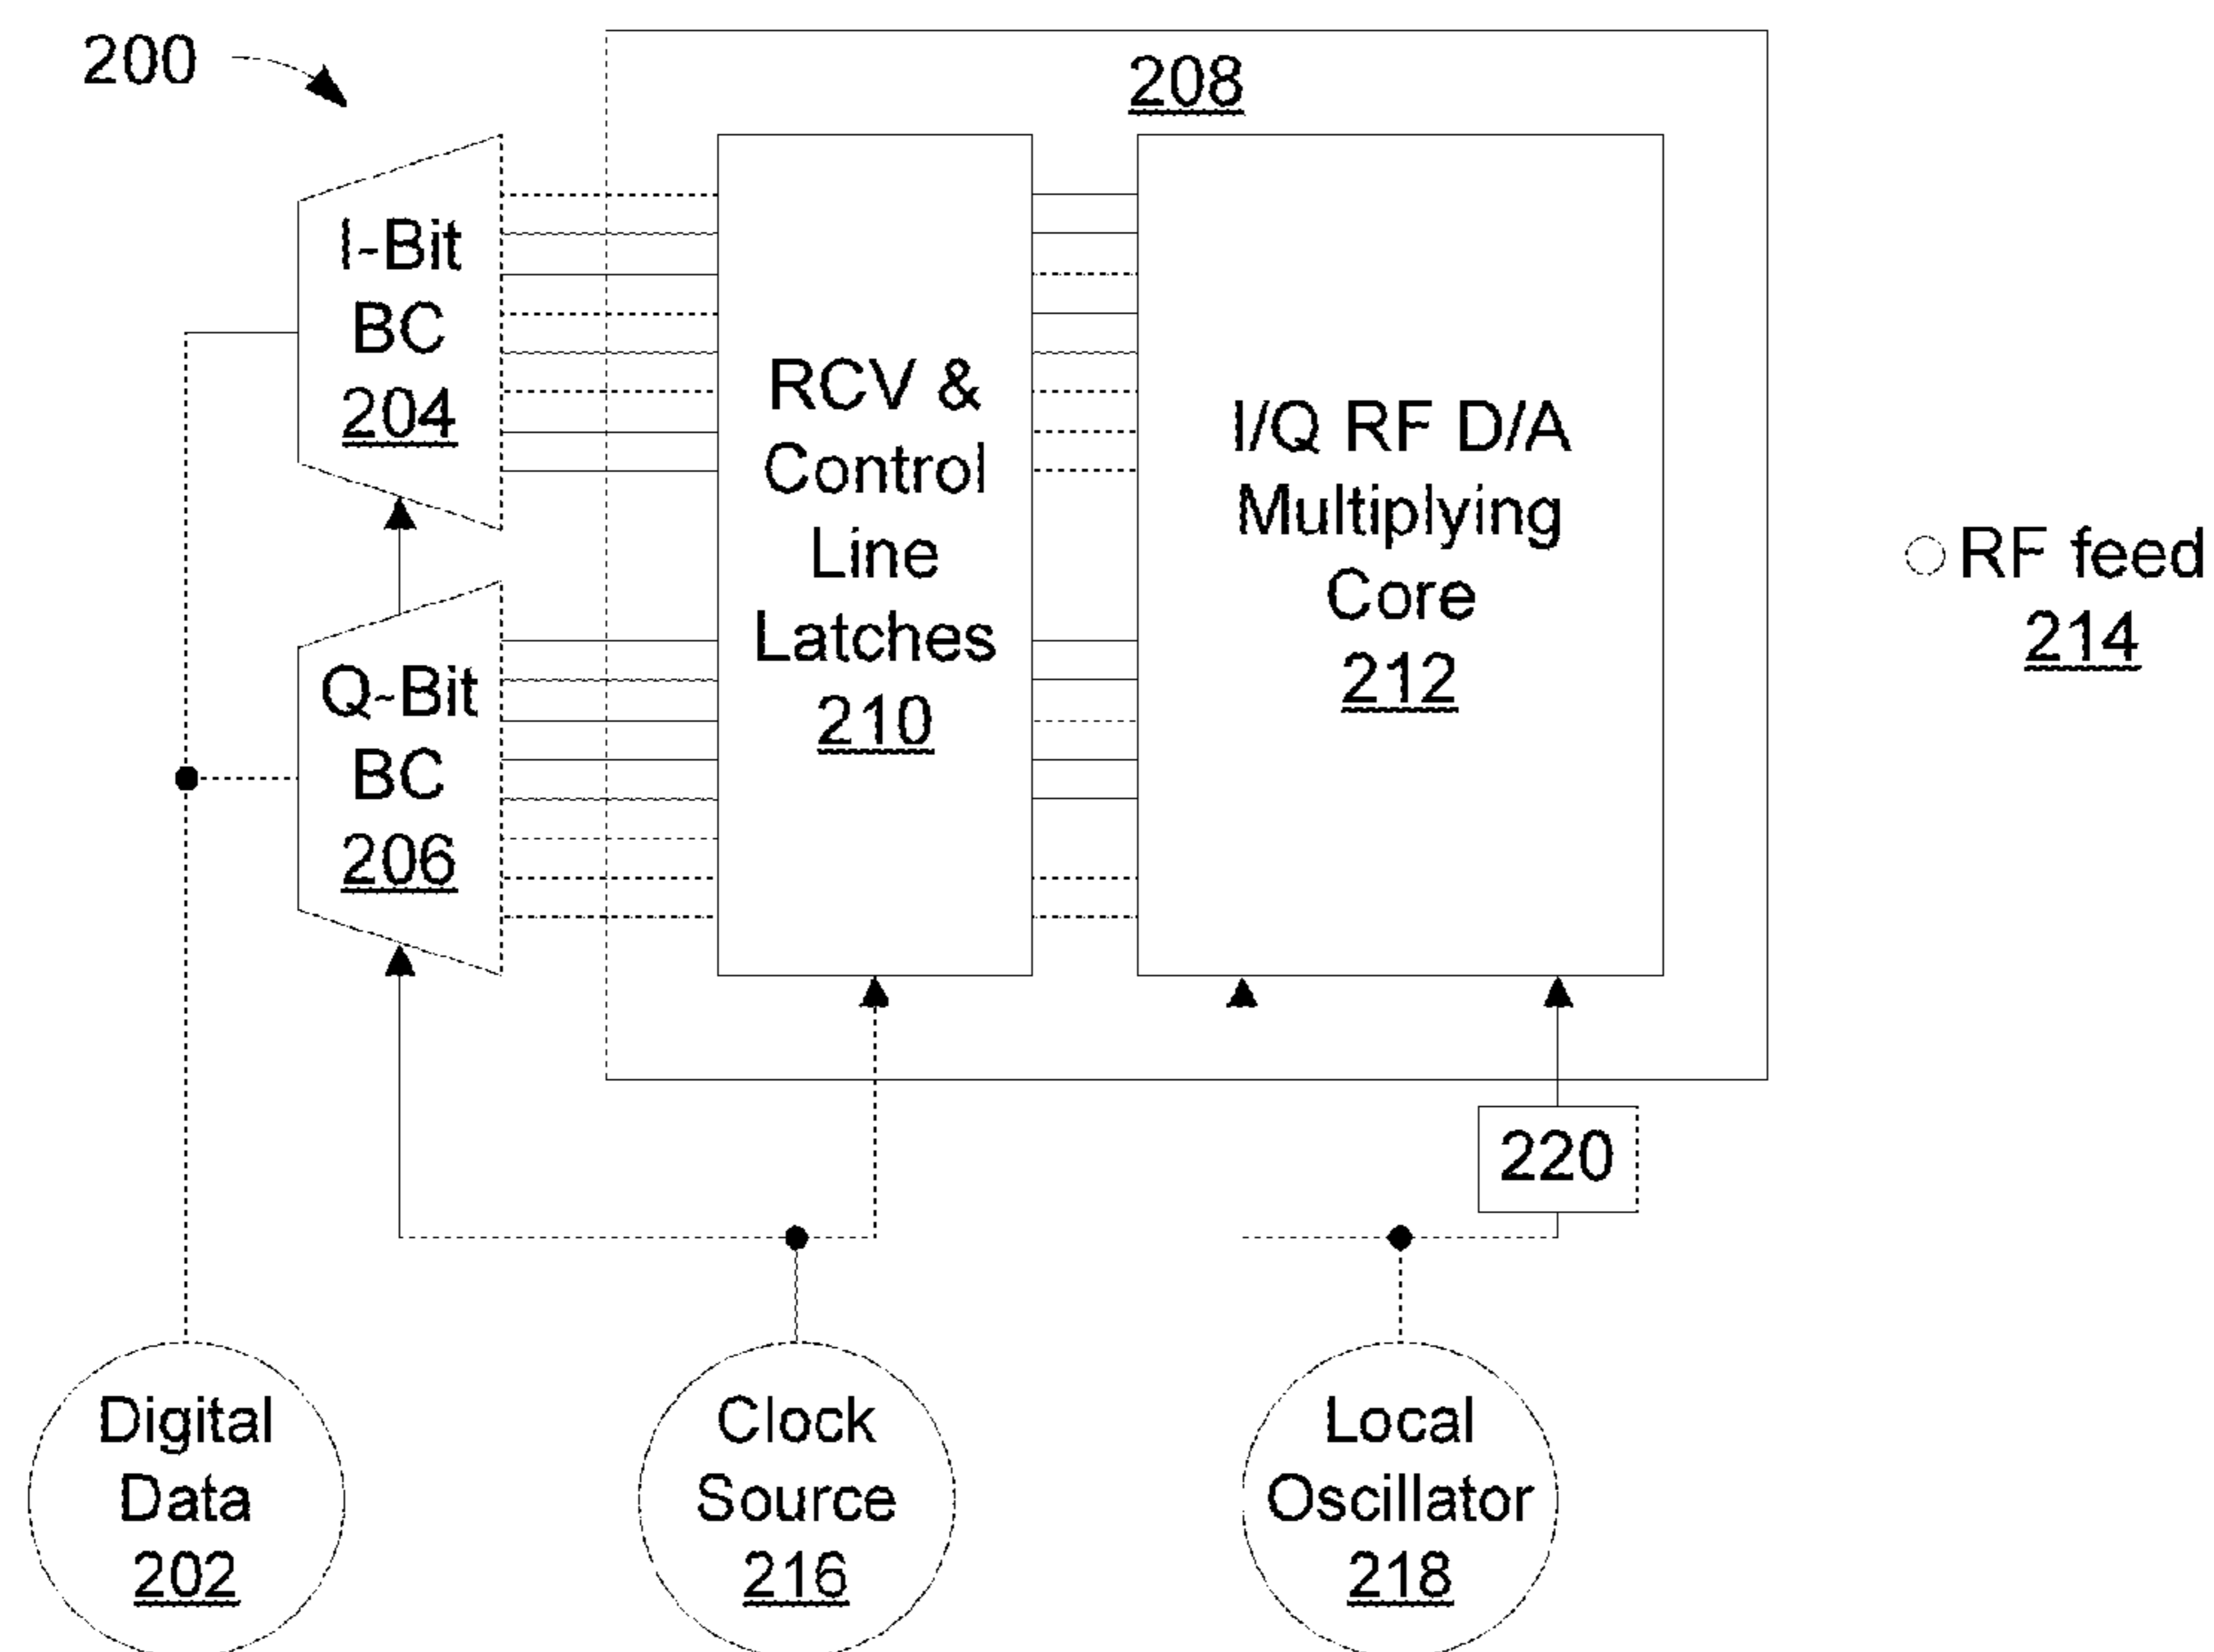 200
208
I-Bit
BC
204
Q-Bit
BC
206
RCV &
Control
Line
Latches
210
I/Q RF D/A
Multiplying
Core
212
RF feed
214
220
Digital
Data
202
Clock
Source
216
Local
Oscillator
218